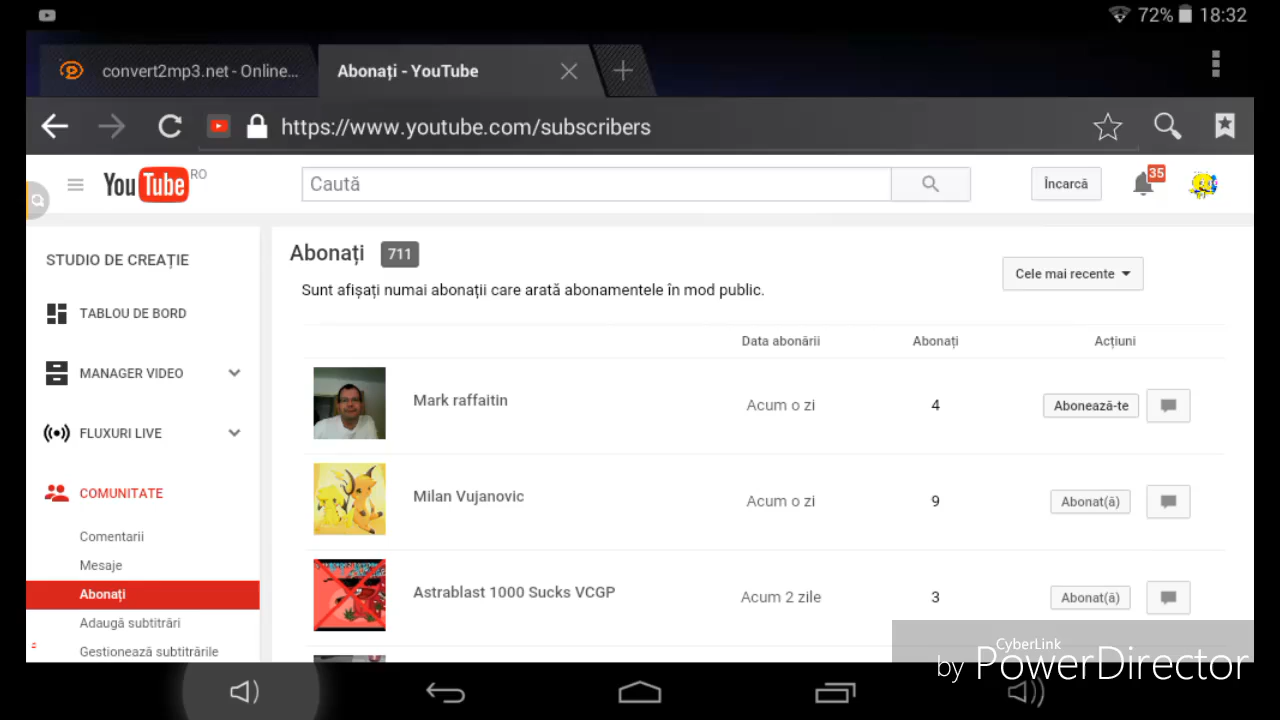 72% 18:32
convert2mp3.net - Online...
Abonați - YouTube
https://www.youtube.com/subscribers
YouTube RO
Caută
Încarcă
35
STUDIO DE CREAȚIE
TABLOU DE BORD
MANAGER VIDEO
FLUXURI LIVE
COMUNITATE
Comentarii
Mesaje
Abonați
Adaugă subtitrări
Gestionează subtitrările
Abonați 711
Cele mai recente
Sunt afișați numai abonații care arată abonamentele în mod public.
Data abonării Abonați Acțiuni
Mark raffaitin Acum o zi 4 Abonează-te
Milan Vujanovic Acum o zi 9 Abonat(ă)
Astrablast 1000 Sucks VCGP Acum 2 zile 3 Abonat(ă)
CyberLink
by PowerDirector